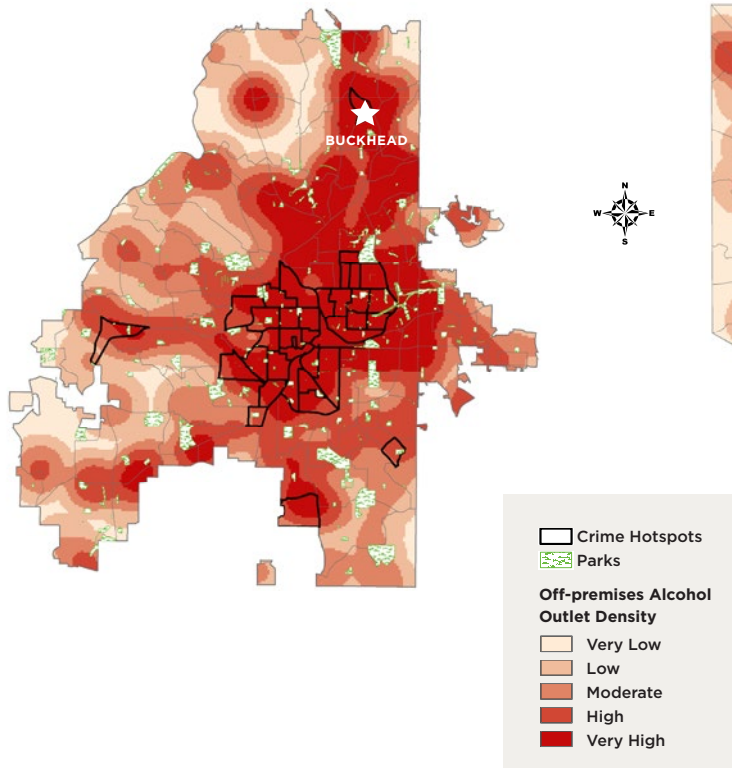 BUCKHEAD
N
W E
S
Crime Hotspots
Parks
Off-premises Alcohol
Outlet Density
Very Low
Low
Moderate
High
Very High